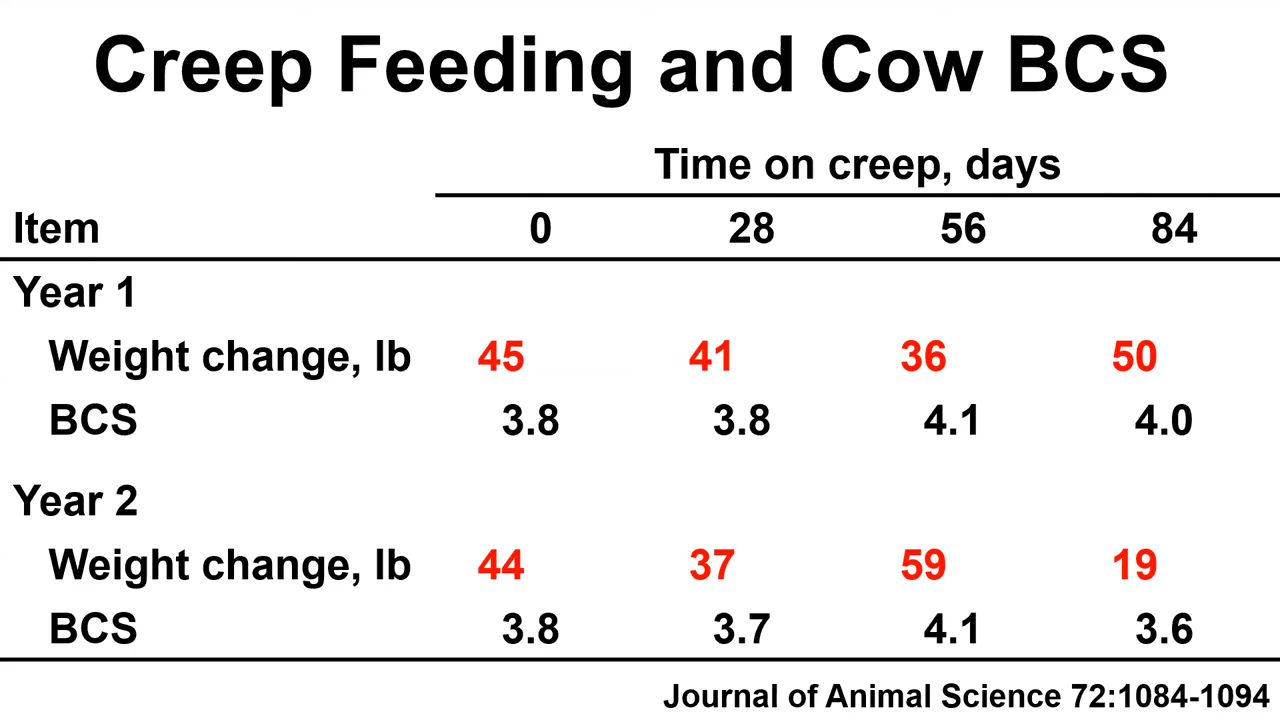 Creep Feeding and Cow BCS
Time on creep, days
Item 0 28 56 84
Year 1
Weight change, lb 45 41 36 50
BCS 3.8 3.8 4.1 4.0
Year 2
Weight change, lb 44 37 59 19
BCS 3.8 3.7 4.1 3.6
Journal of Animal Science 72:1084-1094